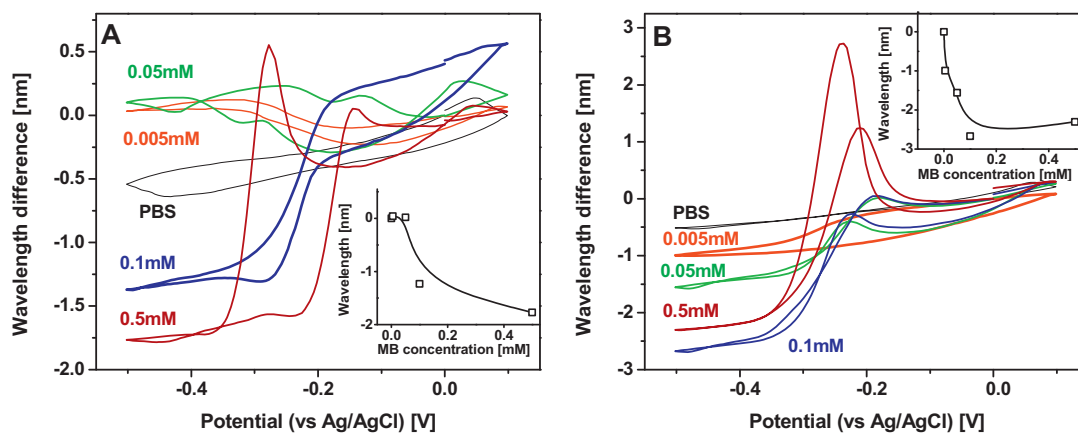 A
0.05mM
0.005mM
PBS
0.1mM
0.5mM
0.5
0.0
-0.5
-1.0
-1.5
-2.0
-0.4
-0.2
0.0
Wavelength difference [nm]
Potential (vs Ag/AgCl) [V]
0
-1
-2
0.0
0.2
0.4
Wavelength [nm]
MB concentration [mM]
B
PBS
0.005mM
0.05mM
0.5mM
0.1mM
3
2
1
0
-1
-2
-3
-0.4
-0.2
0.0
Wavelength difference [nm]
Potential (vs Ag/AgCl) [V]
0
-1
-2
-3
0.0
0.2
0.4
Wavelength [nm]
MB concentration [mM]